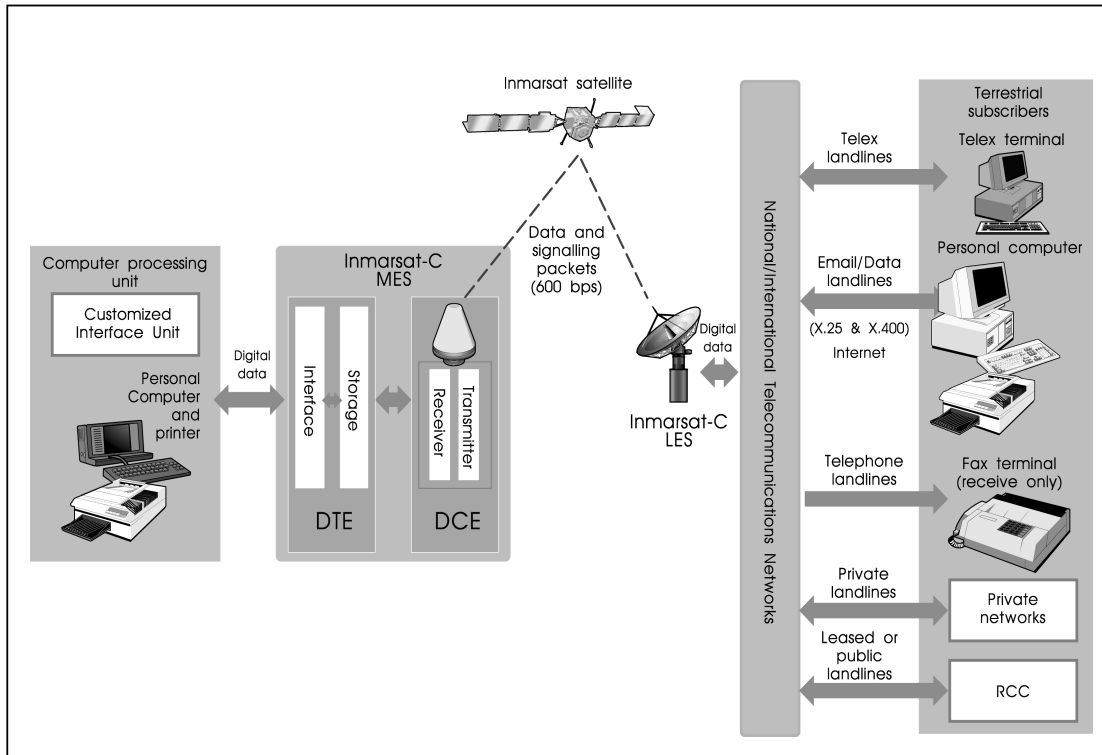 Inmarsat satellite
Data and
signalling
packets
(600 bps)
Computer processing
unit
Customized
Interface Unit
Personal
Computer
and
printer
Digital
data
Inmarsat-C
MES
Interface
Storage
DTE
Receiver
Transmitter
DCE
Inmarsat-C
LES
Digital
data
National/International Telecommunications Networks
Telex
landlines
Email/Data
landlines
(X.25 & X.400)
Internet
Telephone
landlines
Private
landlines
Leased or
public
landlines
Terrestrial
subscribers
Telex terminal
Personal computer
Fax terminal
(receive only)
Private
networks
RCC